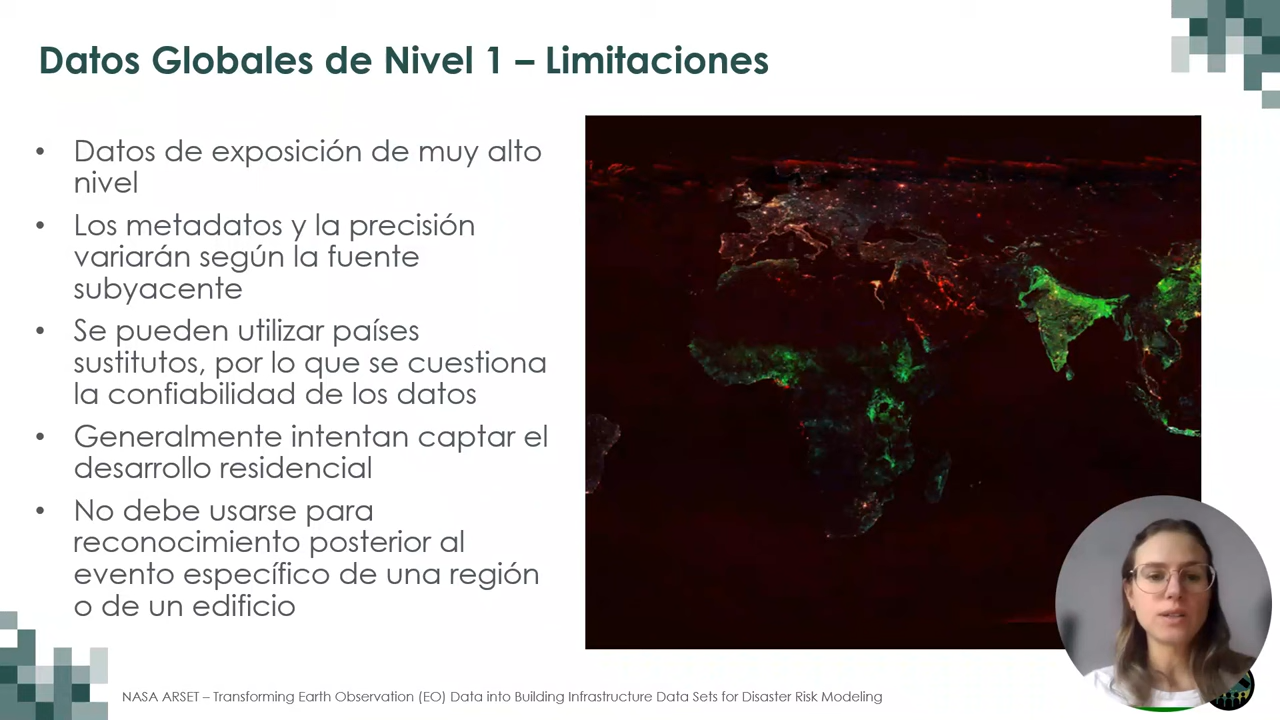 Datos Globales de Nivel 1 – Limitaciones
• Datos de exposición de muy alto
nivel
• Los metadatos y la precisión
variarán según la fuente
subyacente
• Se pueden utilizar países
sustitutos, por lo que se cuestiona
la confiabilidad de los datos
• Generalmente intentan captar el
desarrollo residencial
• No debe usarse para
reconocimiento posterior al
evento específico de una región
o de un edificio
NASA ARSET – Transforming Earth Observation (EO) Data into Building Infrastructure Data Sets for Disaster Risk Modeling